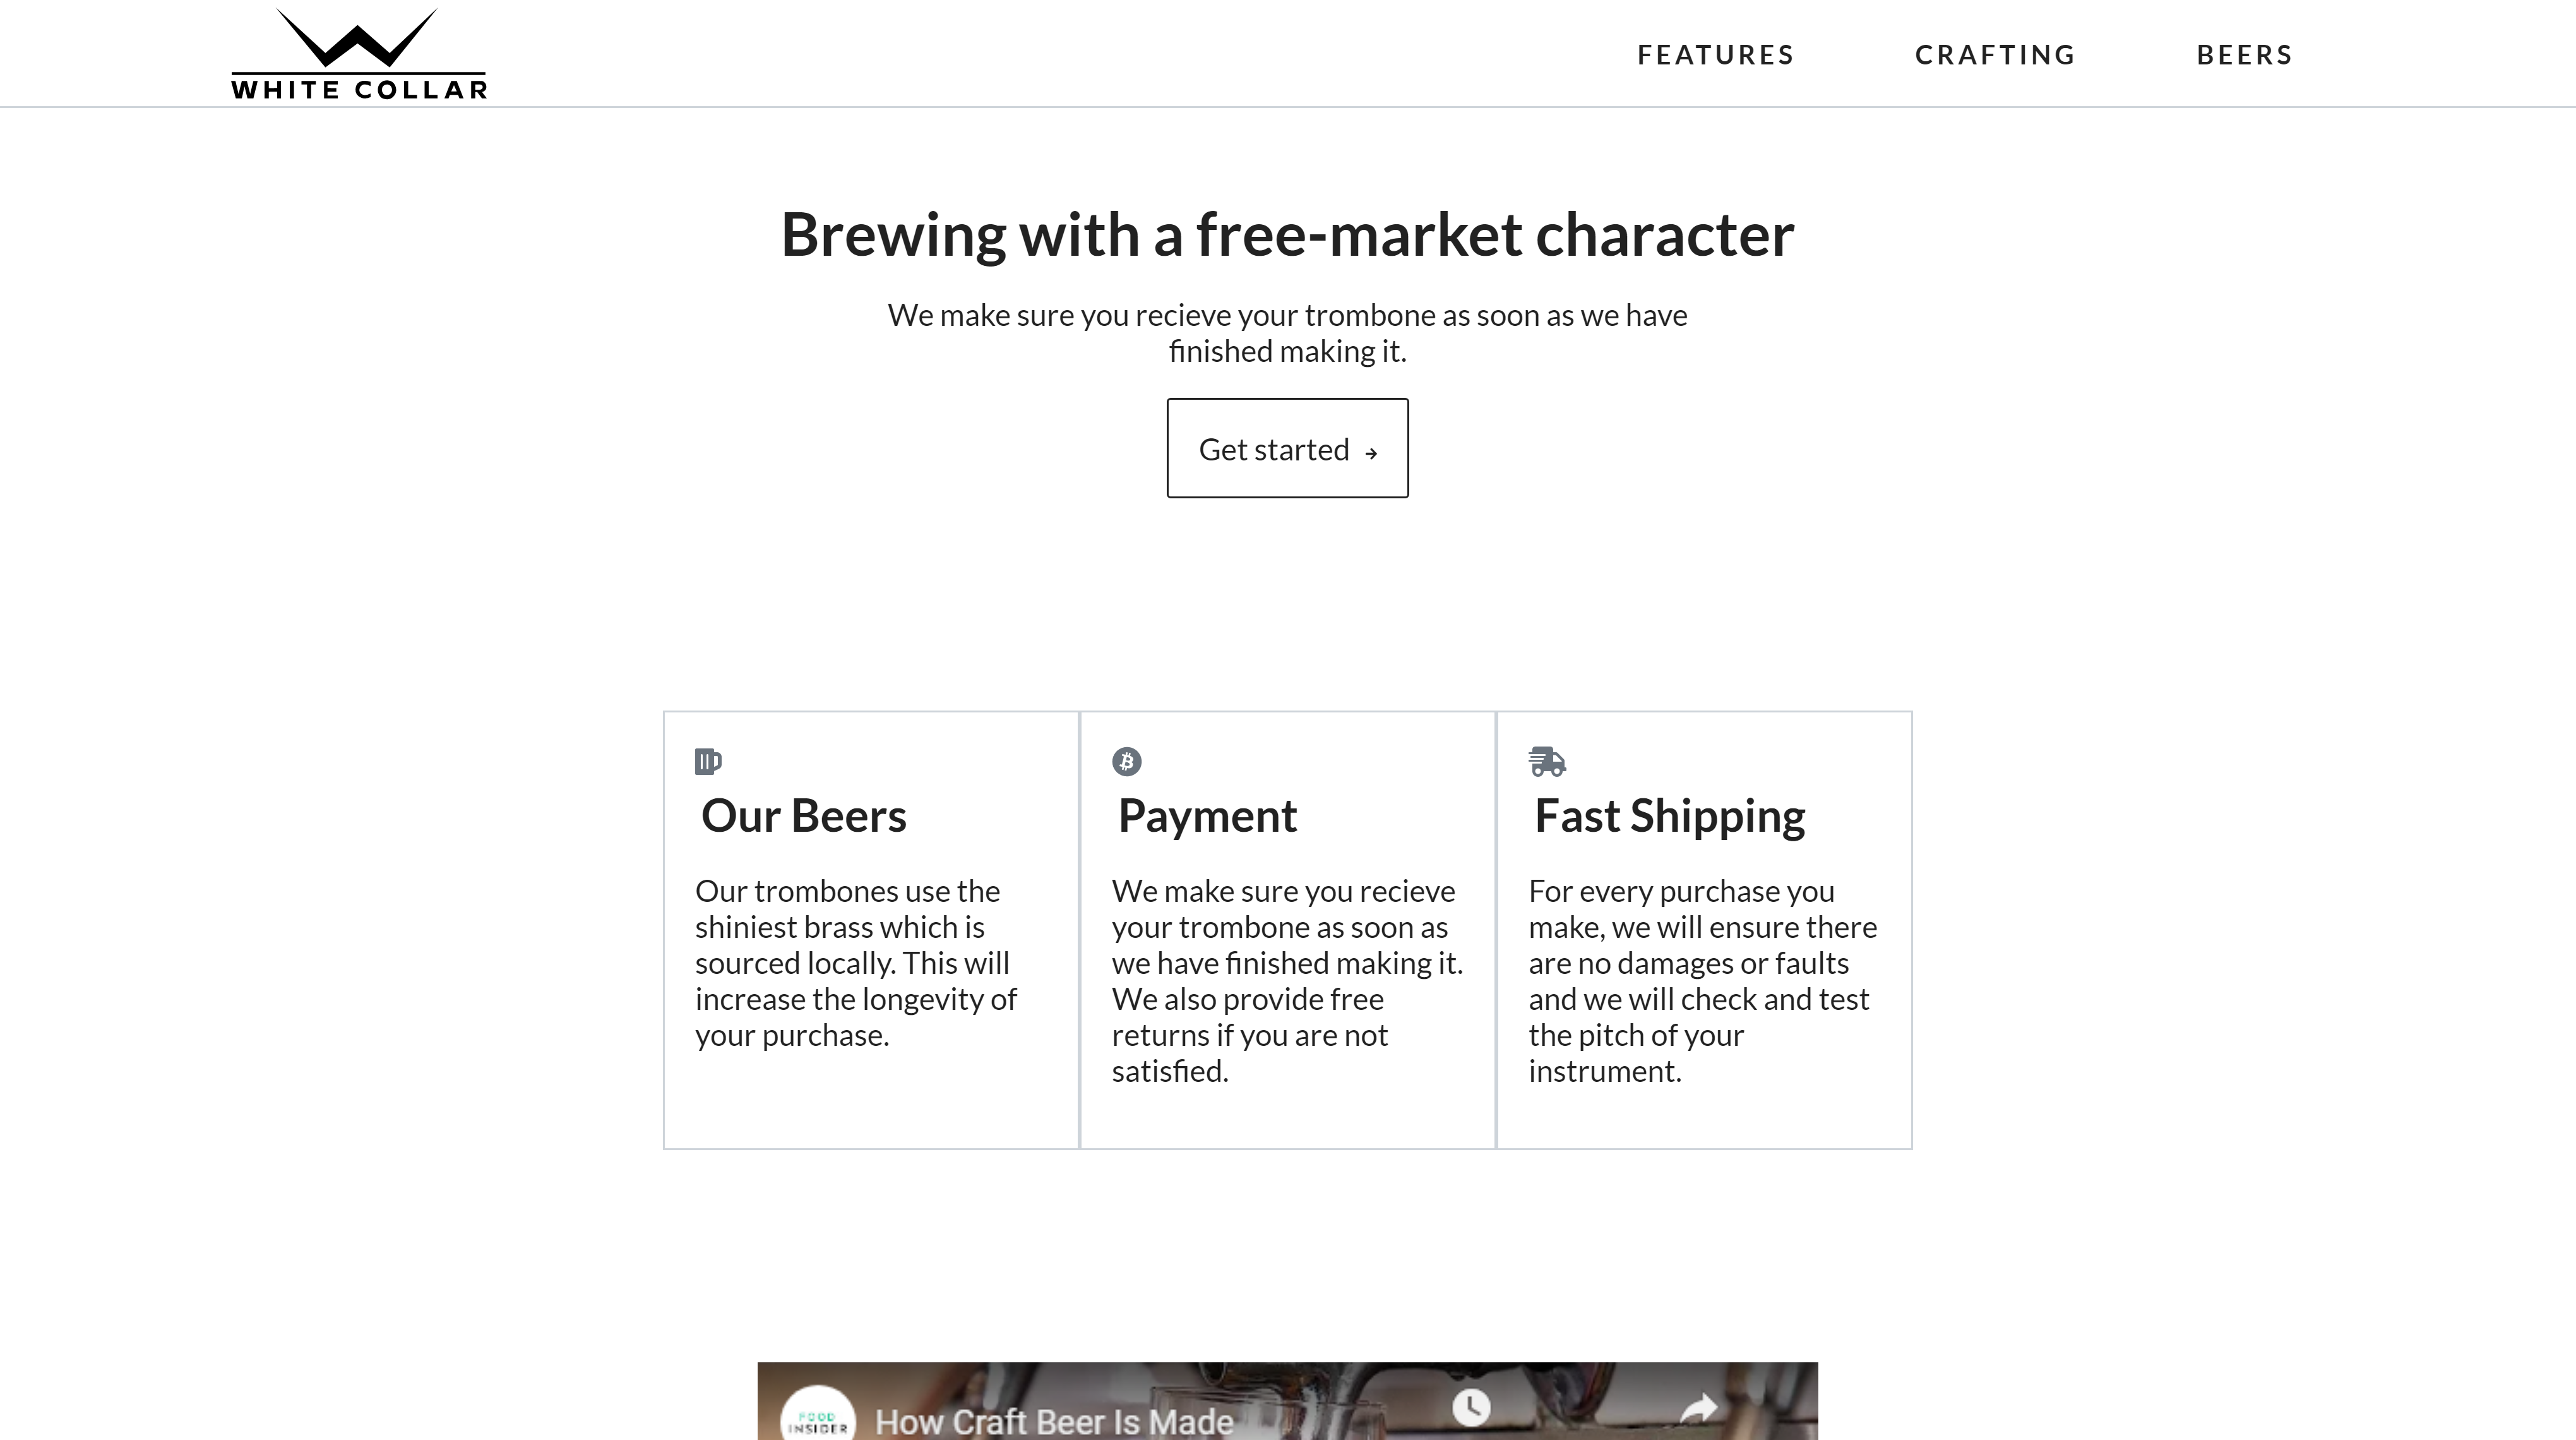 WHITE COLLAR
FEATURES
CRAFTING
BEERS
Brewing with a free-market character
We make sure you recieve your trombone as soon as we have
finished making it.
Get started
Our Beers
Our trombones use the
shiniest brass which is
sourced locally. This will
increase the longevity of
your purchase.
Payment
We make sure you recieve
your trombone as soon as
we have finished making it.
We also provide free
returns if you are not
satisfied.
Fast Shipping
For every purchase you
make, we will ensure there
are no damages or faults
and we will check and test
the pitch of your
instrument.
FOOD
INSIDER
How Craft Beer Is Made